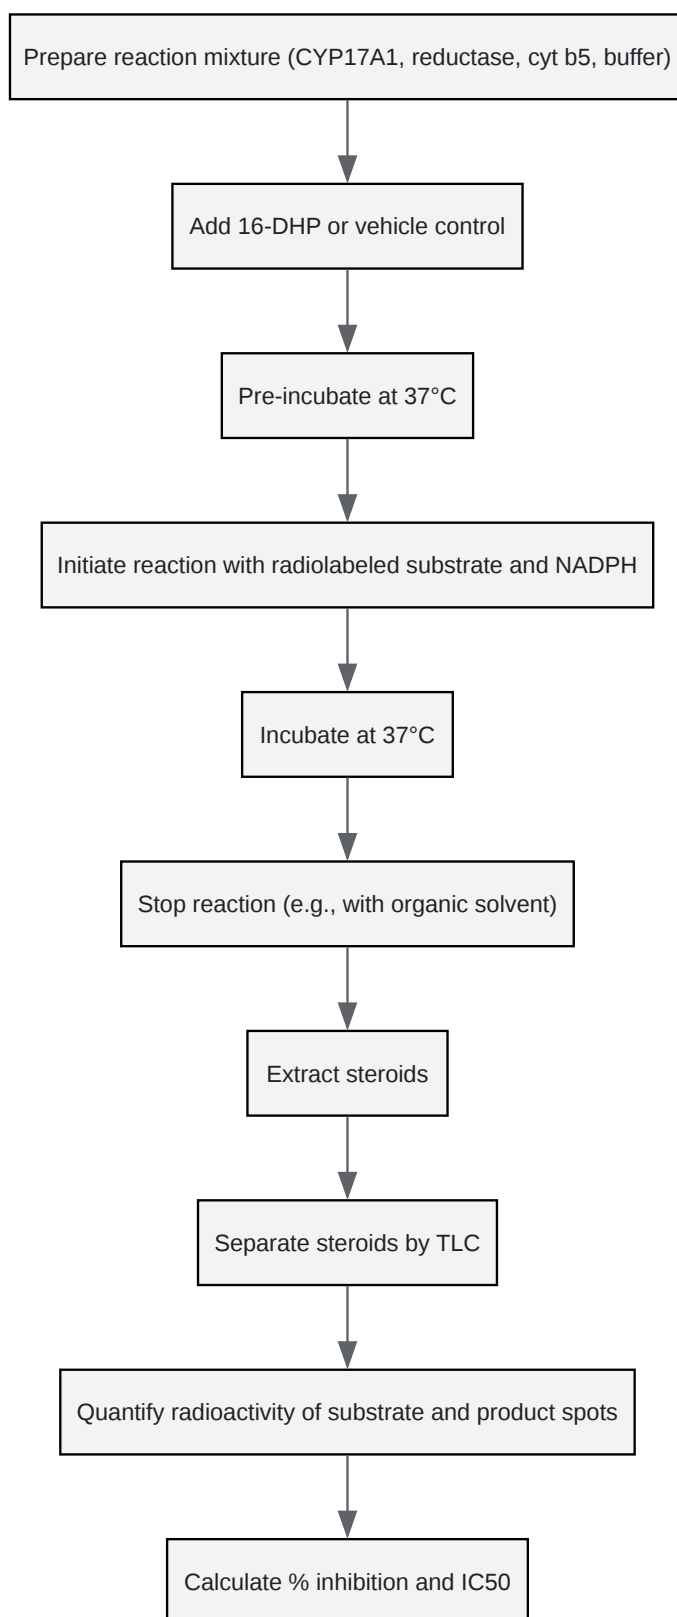 Prepare reaction mixture (CYP17A1, reductase, cyt b5, buffer)
Add 16-DHP or vehicle control
Pre-incubate at 37°C
Initiate reaction with radiolabeled substrate and NADPH
Incubate at 37°C
Stop reaction (e.g., with organic solvent)
Extract steroids
Separate steroids by TLC
Quantify radioactivity of substrate and product spots
Calculate % inhibition and IC50